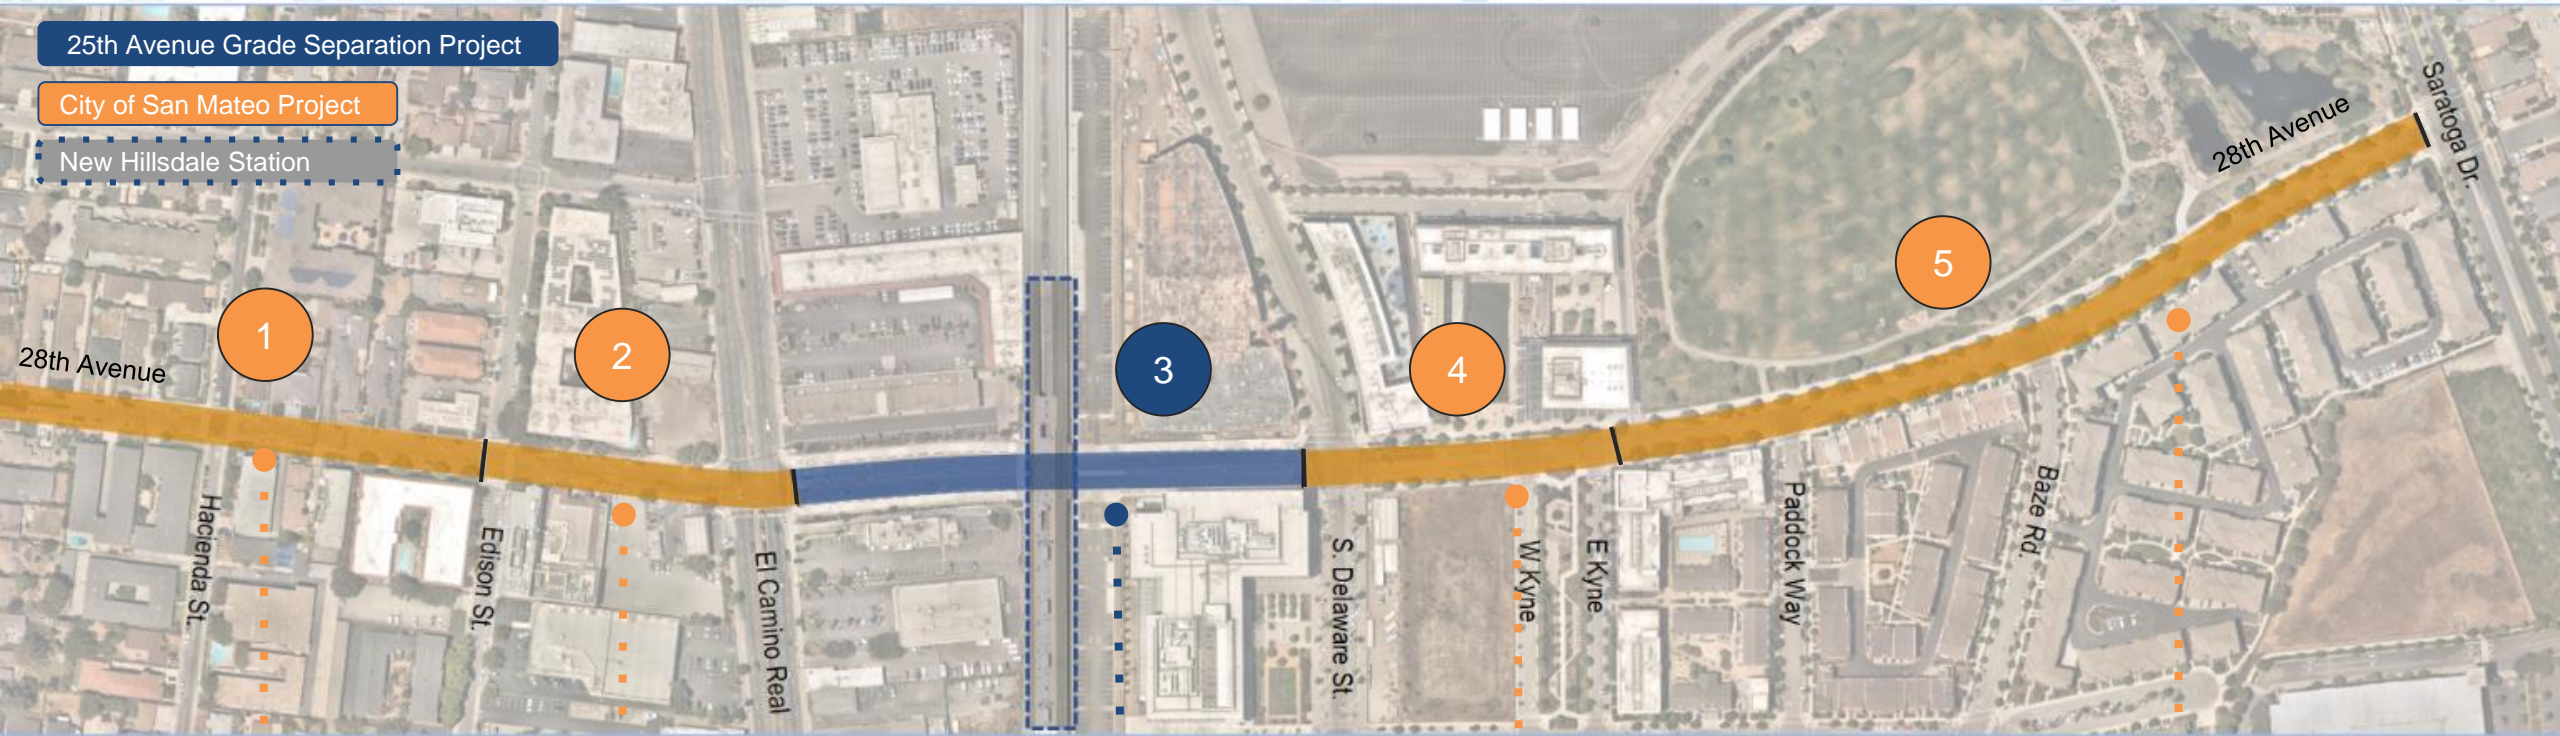 25th Avenue Grade Separation Project
City of San Mateo Project
New Hillsdale Station
28th Avenue
1
2
3
4
5
28th Avenue
Saratoga Dr.
Hacienda St.
Edison St.
El Camino Real
S. Delaware St.
W Kyne
E Kyne
Paddock Way
Baze Rd.